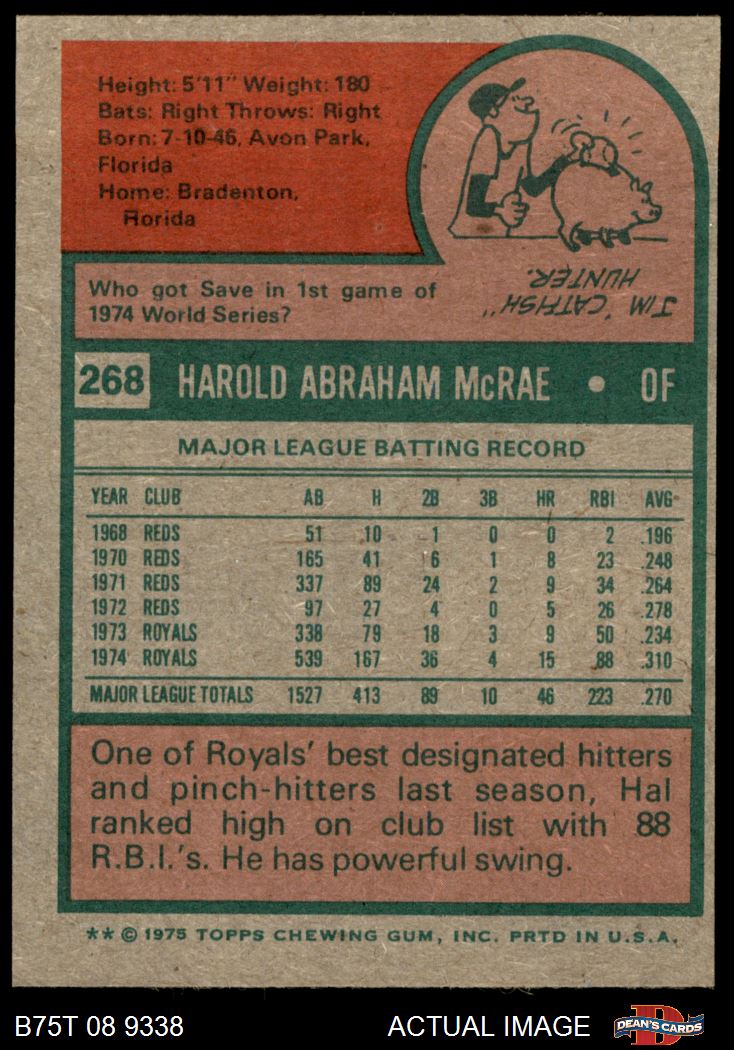 Height: 5'11" Weight: 180
Bats: Right Throws: Right
Born: 7-10-46, Avon Park,
Florida
Home: Bradenton,
Florida
Who got Save in 1st game of
1974 World Series?
JIM "CATFISH"
HUNTER.
268 HAROLD ABRAHAM McRAE • OF
MAJOR LEAGUE BATTING RECORD
YEAR CLUB AB H 2B 3B HR RBI AVG
1968 REDS 51 10 1 0 0 2 .196
1970 REDS 165 41 6 1 8 23 .248
1971 REDS 337 89 24 2 9 34 .264
1972 REDS 97 27 4 0 5 26 .278
1973 ROYALS 338 79 18 3 9 50 .234
1974 ROYALS 539 167 36 4 15 88 .310
MAJOR LEAGUE TOTALS 1527 413 89 10 46 223 .270
One of Royals' best designated hitters
and pinch-hitters last season, Hal
ranked high on club list with 88
R.B.I.'s. He has powerful swing.
** © 1975 TOPPS CHEWING GUM, INC. PRTD IN U.S.A.
B75T 08 9338 ACTUAL IMAGE DEAN'S CARDS